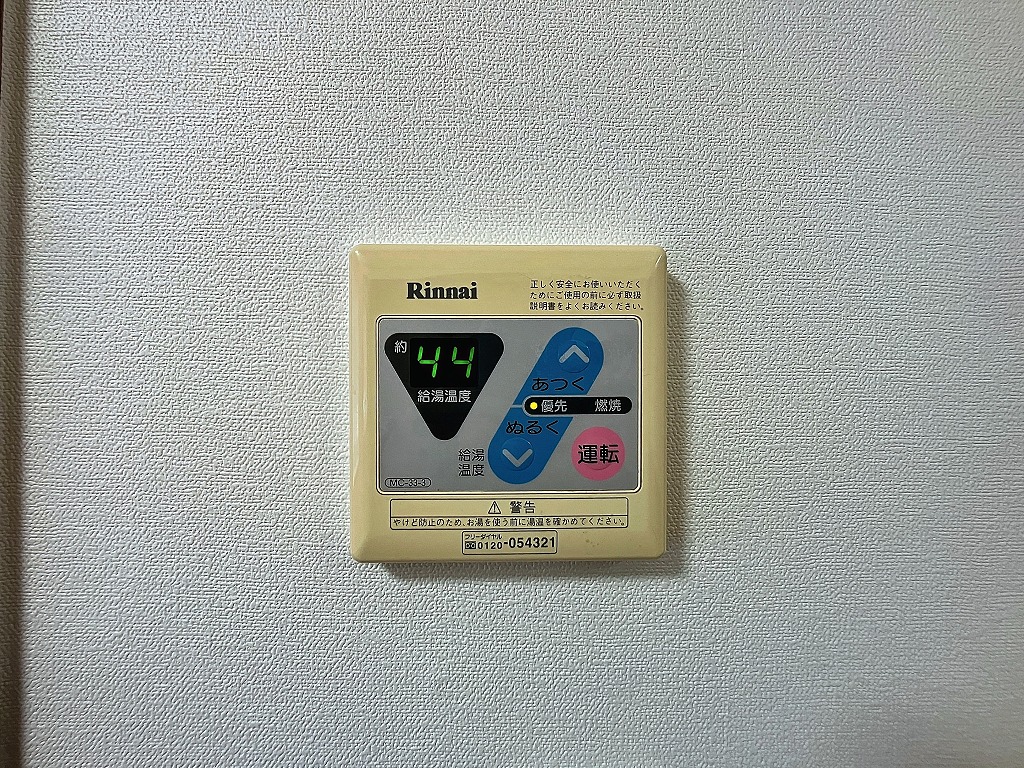 Rinnai
正しく安全にお使いいただく
ためにご使用の前に必ず取扱
説明書をよくお読みください。
約 44
給湯温度
あつく
優先 燃焼
ぬるく
給湯
温度
運転
MC-33-3
⚠ 警告
やけど防止のため、お湯を使う前に湯温を確かめてください。
フリーダイヤル
0120-054321